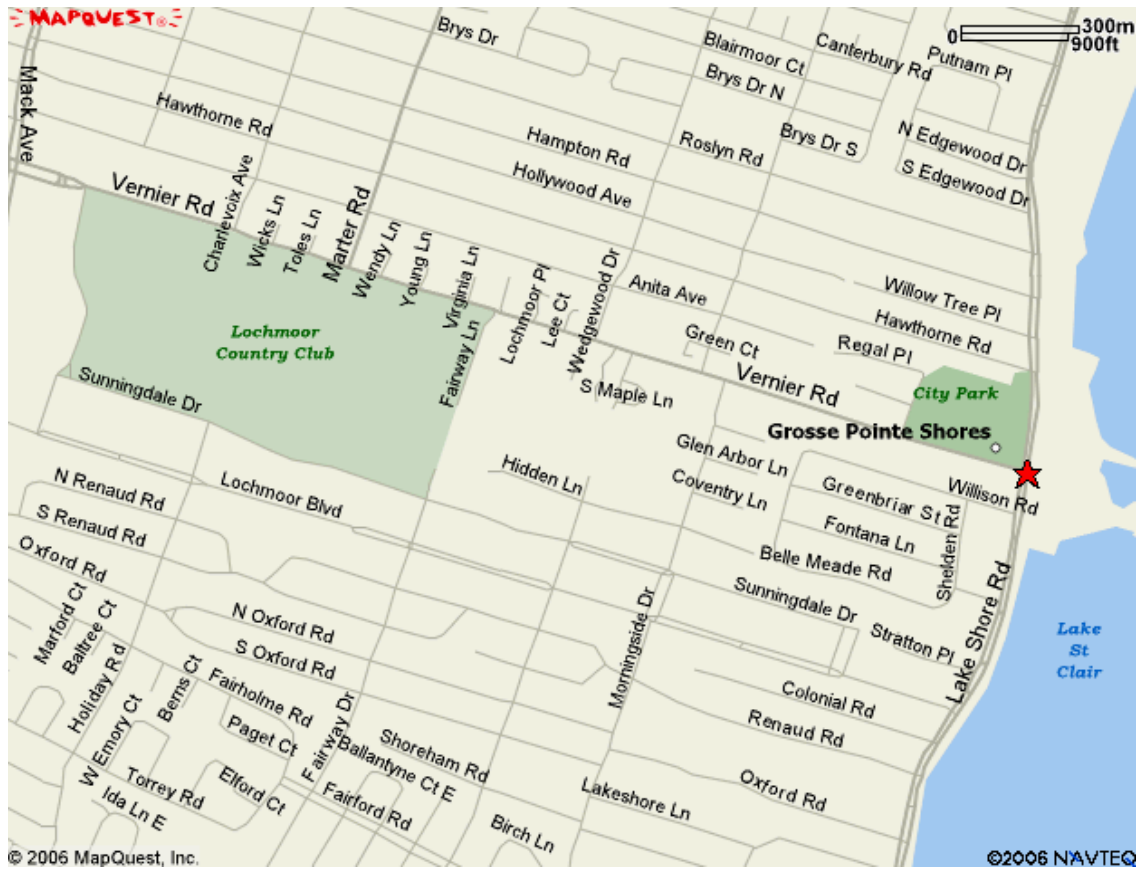 MAPQUEST®
300m
0
900ft
Brys Dr
Blairmoor Ct
Canterbury Rd
Putnam Pl
Mack Ave
Brys Dr N
Hawthorne Rd
Hampton Rd
Roslyn Rd
Brys Dr S
N Edgewood Dr
S Edgewood Dr
Hollywood Ave
Vernier Rd
Charlevoix Ave
Wicks Ln
Toles Ln
Marter Rd
Wendy Ln
Young Ln
Virginia Ln
Lochmoor Pl
Lee Ct
Wedgewood Dr
Anita Ave
Willow Tree Pl
Hawthorne Rd
Green Ct
Regal Pl
Lochmoor
Country Club
Fairway Ln
Vernier Rd
City Park
Sunningdale Dr
S Maple Ln
Grosse Pointe Shores
Glen Arbor Ln
N Renaud Rd
Lochmoor Blvd
Hidden Ln
Coventry Ln
Greenbriar St
Willison Rd
S Renaud Rd
Fontana Ln
Shelden Rd
Oxford Rd
Belle Meade Rd
Lake Shore Rd
Marford Ct
Baltree Ct
N Oxford Rd
Morningside Dr
Sunningdale Dr
Stratton Pl
Lake
St
Clair
S Oxford Rd
Holiday Rd
Berns Ct
Fairholme Rd
Colonial Rd
Renaud Rd
W Emory Ct
Paget Ct
Fairway Dr
Ballantyne Ct E
Shoreham Rd
Oxford Rd
Torrey Rd
Elford Ct
Fairford Rd
Lakeshore Ln
Ida Ln E
Birch Ln
© 2006 MapQuest, Inc.
©2006 NAVTEQ